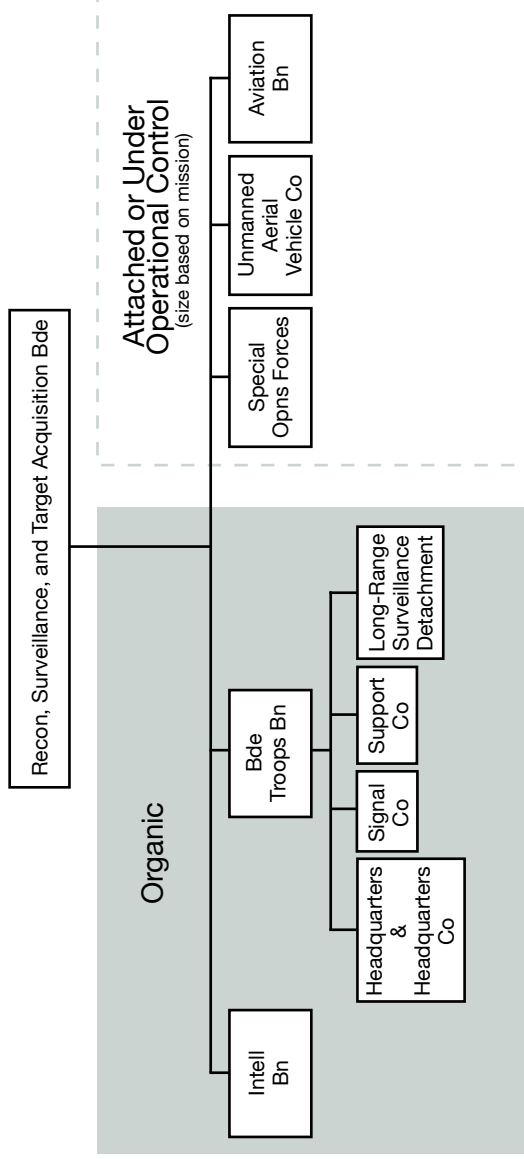 Recon, Surveillance, and Target Acquisition Bde
Organic
Attached or Under
Operational Control
(size based on mission)
Intell
Bn
Bde
Troops Bn
Special
Opns Forces
Unmanned
Aerial
Vehicle Co
Aviation
Bn
Headquarters
&
Headquarters
Co
Signal
Co
Support
Co
Long-Range
Surveillance
Detachment